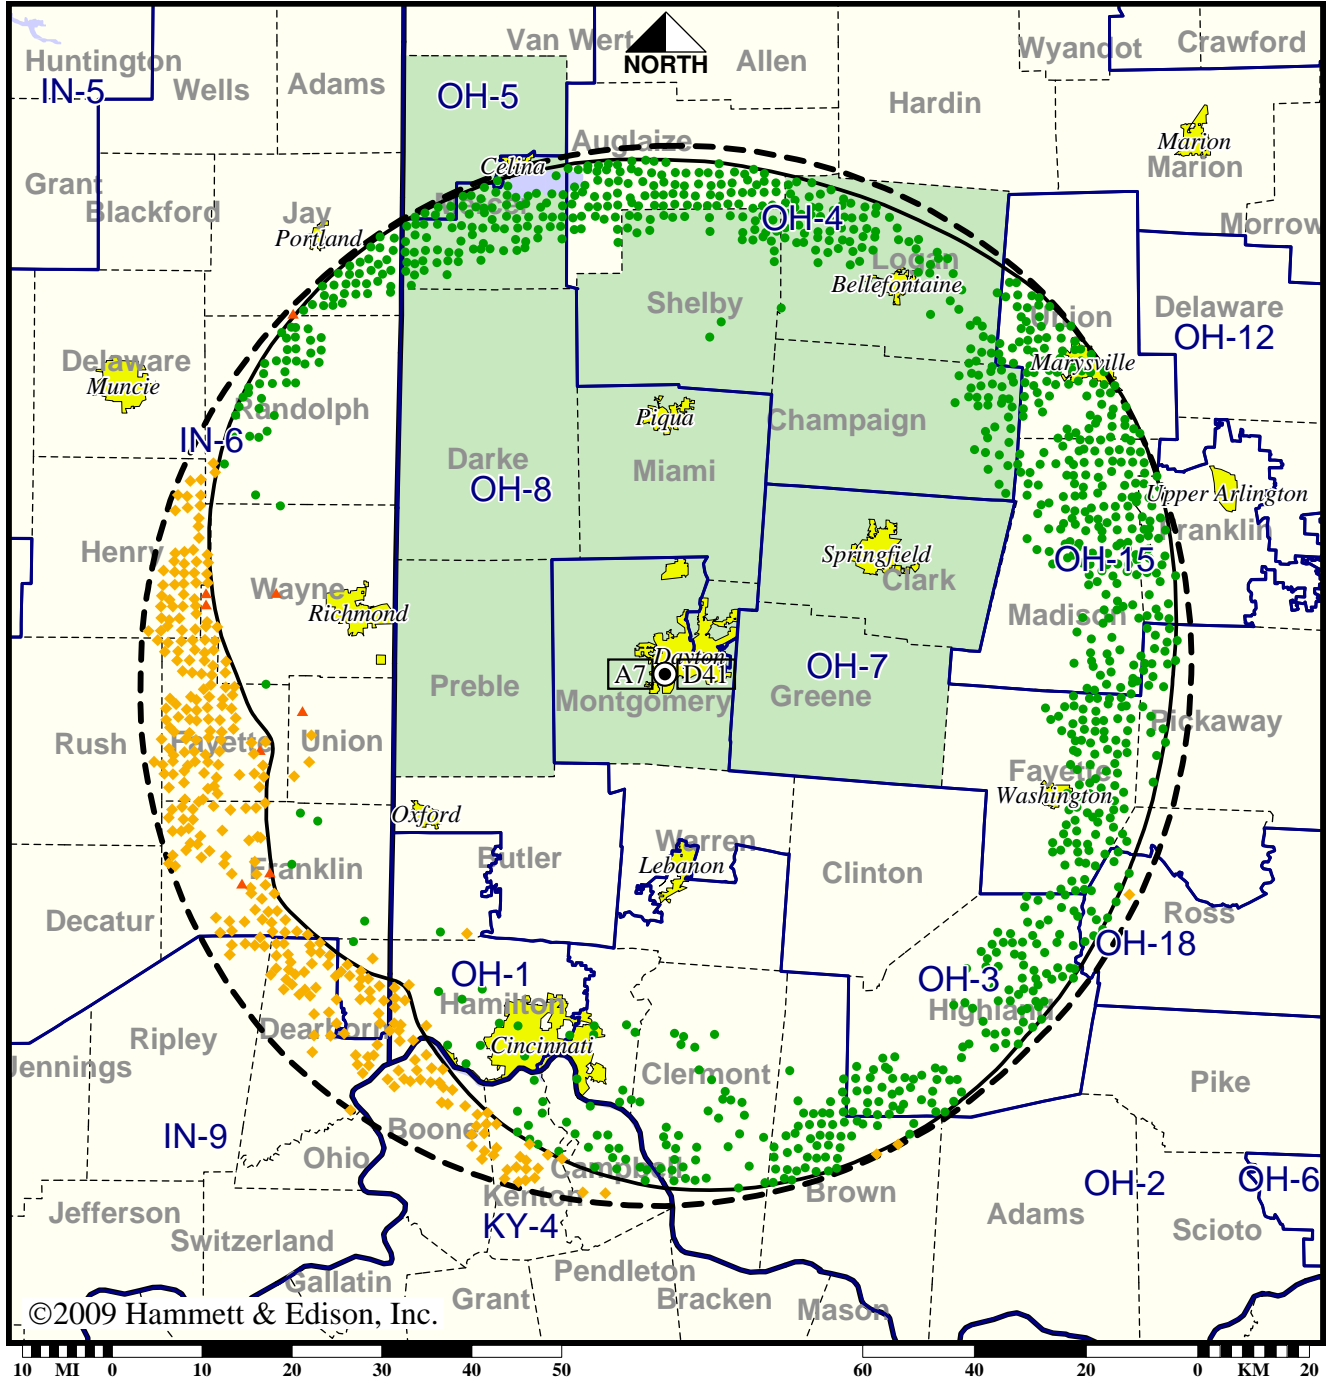 Van Wert
Wyandot
Crawford
Huntington
Allen
NORTH
Adams
Wells
IN-5
OH-5
Hardin
Auglaize
Marion
Marion
Celina
Grant
Blackford
Jay
Portland
OH-4
Morrow
Logan
Bellefontaine
Shelby
Union
Delaware
OH-12
Delaware
Muncie
Marysville
Randolph
Piqua
Champaign
IN-6
Darke
OH-8
Miami
Upper Arlington
Franklin
Henry
Springfield
Clark
OH-15
Wayne
Richmond
Madison
Dayton
A7
D41
OH-7
Preble
Montgomery
Greene
Pickaway
Rush
Fayette
Union
Fayette
Washington
Oxford
Warren
Butler
Lebanon
Clinton
Franklin
Decatur
Ross
OH-18
OH-1
OH-3
Hamilton
Highland
Ripley
Dearborn
Cincinnati
Jennings
Clermont
Pike
Boone
IN-9
Ohio
Campbell
Kenton
Brown
OH-2
OH-6
Jefferson
Adams
KY-4
Scioto
Switzerland
Gallatin
Pendleton
Grant
Bracken
Mason
©2009 Hammett & Edison, Inc.
10 MI 0 10 20 30 40 50
60 40 20 0 KM 20